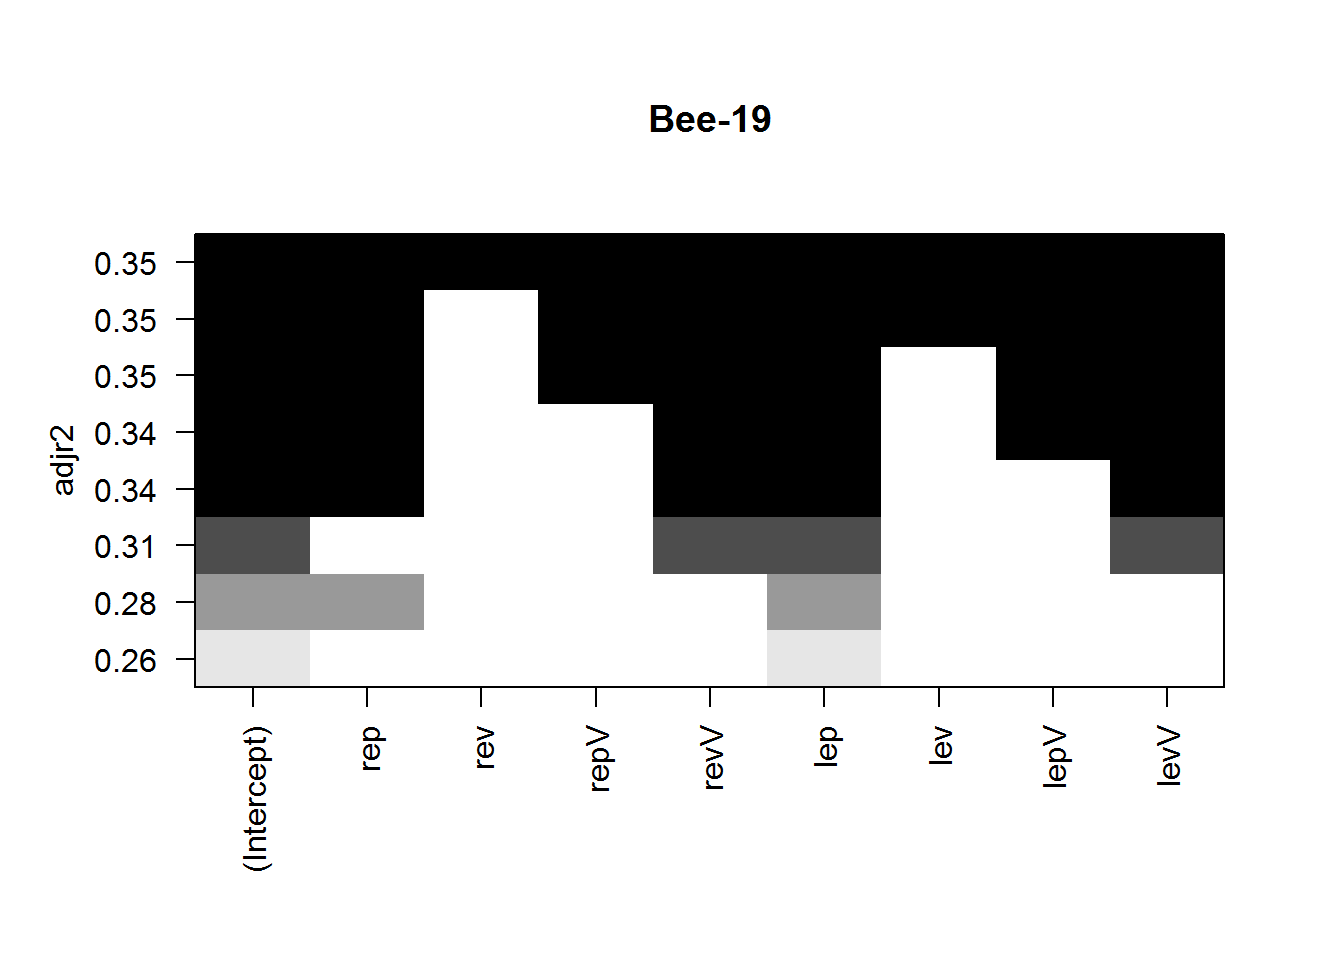 Bee-19
adjr2
0.35
0.35
0.35
0.34
0.34
0.31
0.28
0.26
(Intercept)
rep
rev
repV
revV
lep
lev
lepV
levV